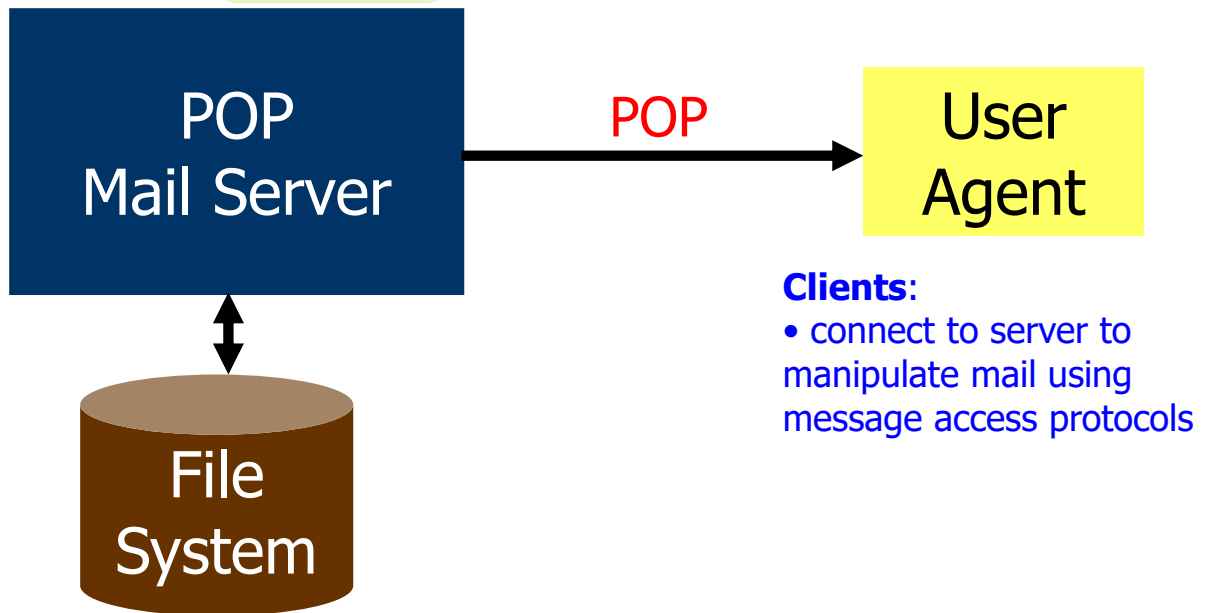 POP
Mail Server
POP
User
Agent
Clients:
• connect to server to
manipulate mail using
message access protocols
File
System